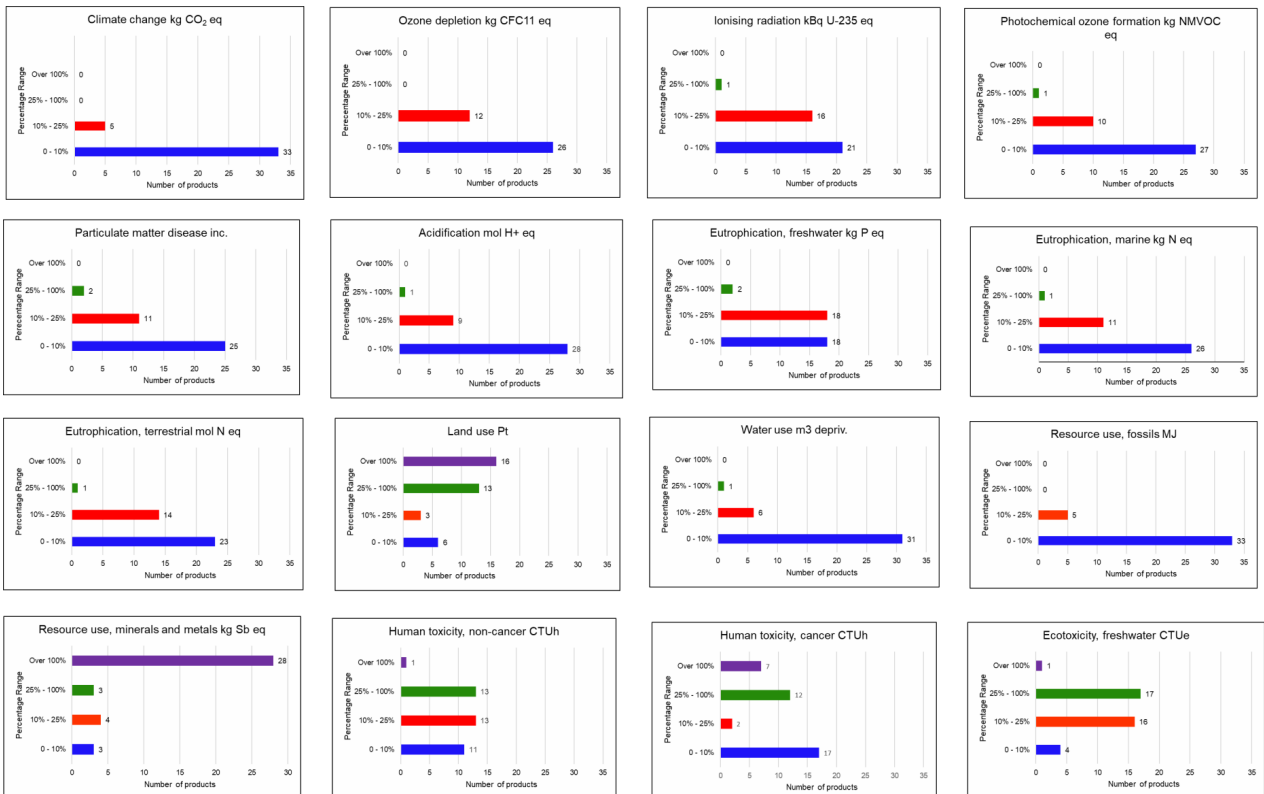 Climate change kg CO₂ eq
Perecentage Range
Over 100%
0
25% - 100%
0
10% - 25%
5
0 - 10%
33
0 5 10 15 20 25 30 35
Number of products
Ozone depletion kg CFC11 eq
Percentage Range
Over 100%
0
25% - 100%
0
10% - 25%
12
0 - 10%
26
0 5 10 15 20 25 30 35
Number of products
Ionising radiation kBq U-235 eq
Percentage Range
Over 100%
0
25% - 100%
1
10% - 25%
16
0 - 10%
21
0 5 10 15 20 25 30 35
Number of products
Photochemical ozone formation kg NMVOC
eq
Percentage Range
Over 100%
0
25% - 100%
1
10% - 25%
10
0 - 10%
27
0 5 10 15 20 25 30 35
Number of products
Particulate matter disease inc.
Perecentage Range
Over 100%
0
25% - 100%
2
10% - 25%
11
0 - 10%
25
0 5 10 15 20 25 30 35
Number of products
Acidification mol H+ eq
Percentage Range
Over 100%
0
25% - 100%
1
10% - 25%
9
0 - 10%
28
0 5 10 15 20 25 30 35
Number of products
Eutrophication, freshwater kg P eq
Percentage Range
Over 100%
0
25% - 100%
2
10% - 25%
18
0 - 10%
18
0 5 10 15 20 25 30 35
Number of products
Eutrophication, marine kg N eq
Percentage Range
Over 100%
0
25% - 100%
1
10% - 25%
11
0 - 10%
26
0 5 10 15 20 25 30 35
Number of products
Eutrophication, terrestrial mol N eq
Percentage Range
Over 100%
0
25% - 100%
1
10% - 25%
14
0 - 10%
23
0 5 10 15 20 25 30 35
Number of products
Land use Pt
Percentage Range
Over 100%
16
25% - 100%
13
10% - 25%
3
0 - 10%
6
0 5 10 15 20 25 30 35
Number of products
Water use m3 depriv.
Percentage Range
Over 100%
0
25% - 100%
1
10% - 25%
6
0 - 10%
31
0 5 10 15 20 25 30 35
Number of products
Resource use, fossils MJ
Percentage Range
Over 100%
0
25% - 100%
0
10% - 25%
5
0 - 10%
33
0 5 10 15 20 25 30 35
Number of products
Resource use, minerals and metals kg Sb eq
Percentage Range
Over 100%
28
25% - 100%
3
10% - 25%
4
0 - 10%
3
0 5 10 15 20 25 30
Number of products
Human toxicity, non-cancer CTUh
Percentage Range
Over 100%
1
25% - 100%
13
10% - 25%
13
0 - 10%
11
0 5 10 15 20 25 30 35
Number of products
Human toxicity, cancer CTUh
Percentage Range
Over 100%
7
25% - 100%
12
10% - 25%
2
0 - 10%
17
0 5 10 15 20 25 30 35
Number of products
Ecotoxicity, freshwater CTUe
Percentage Range
Over 100%
1
25% - 100%
17
10% - 25%
16
0 - 10%
4
0 5 10 15 20 25 30 35
Number of products